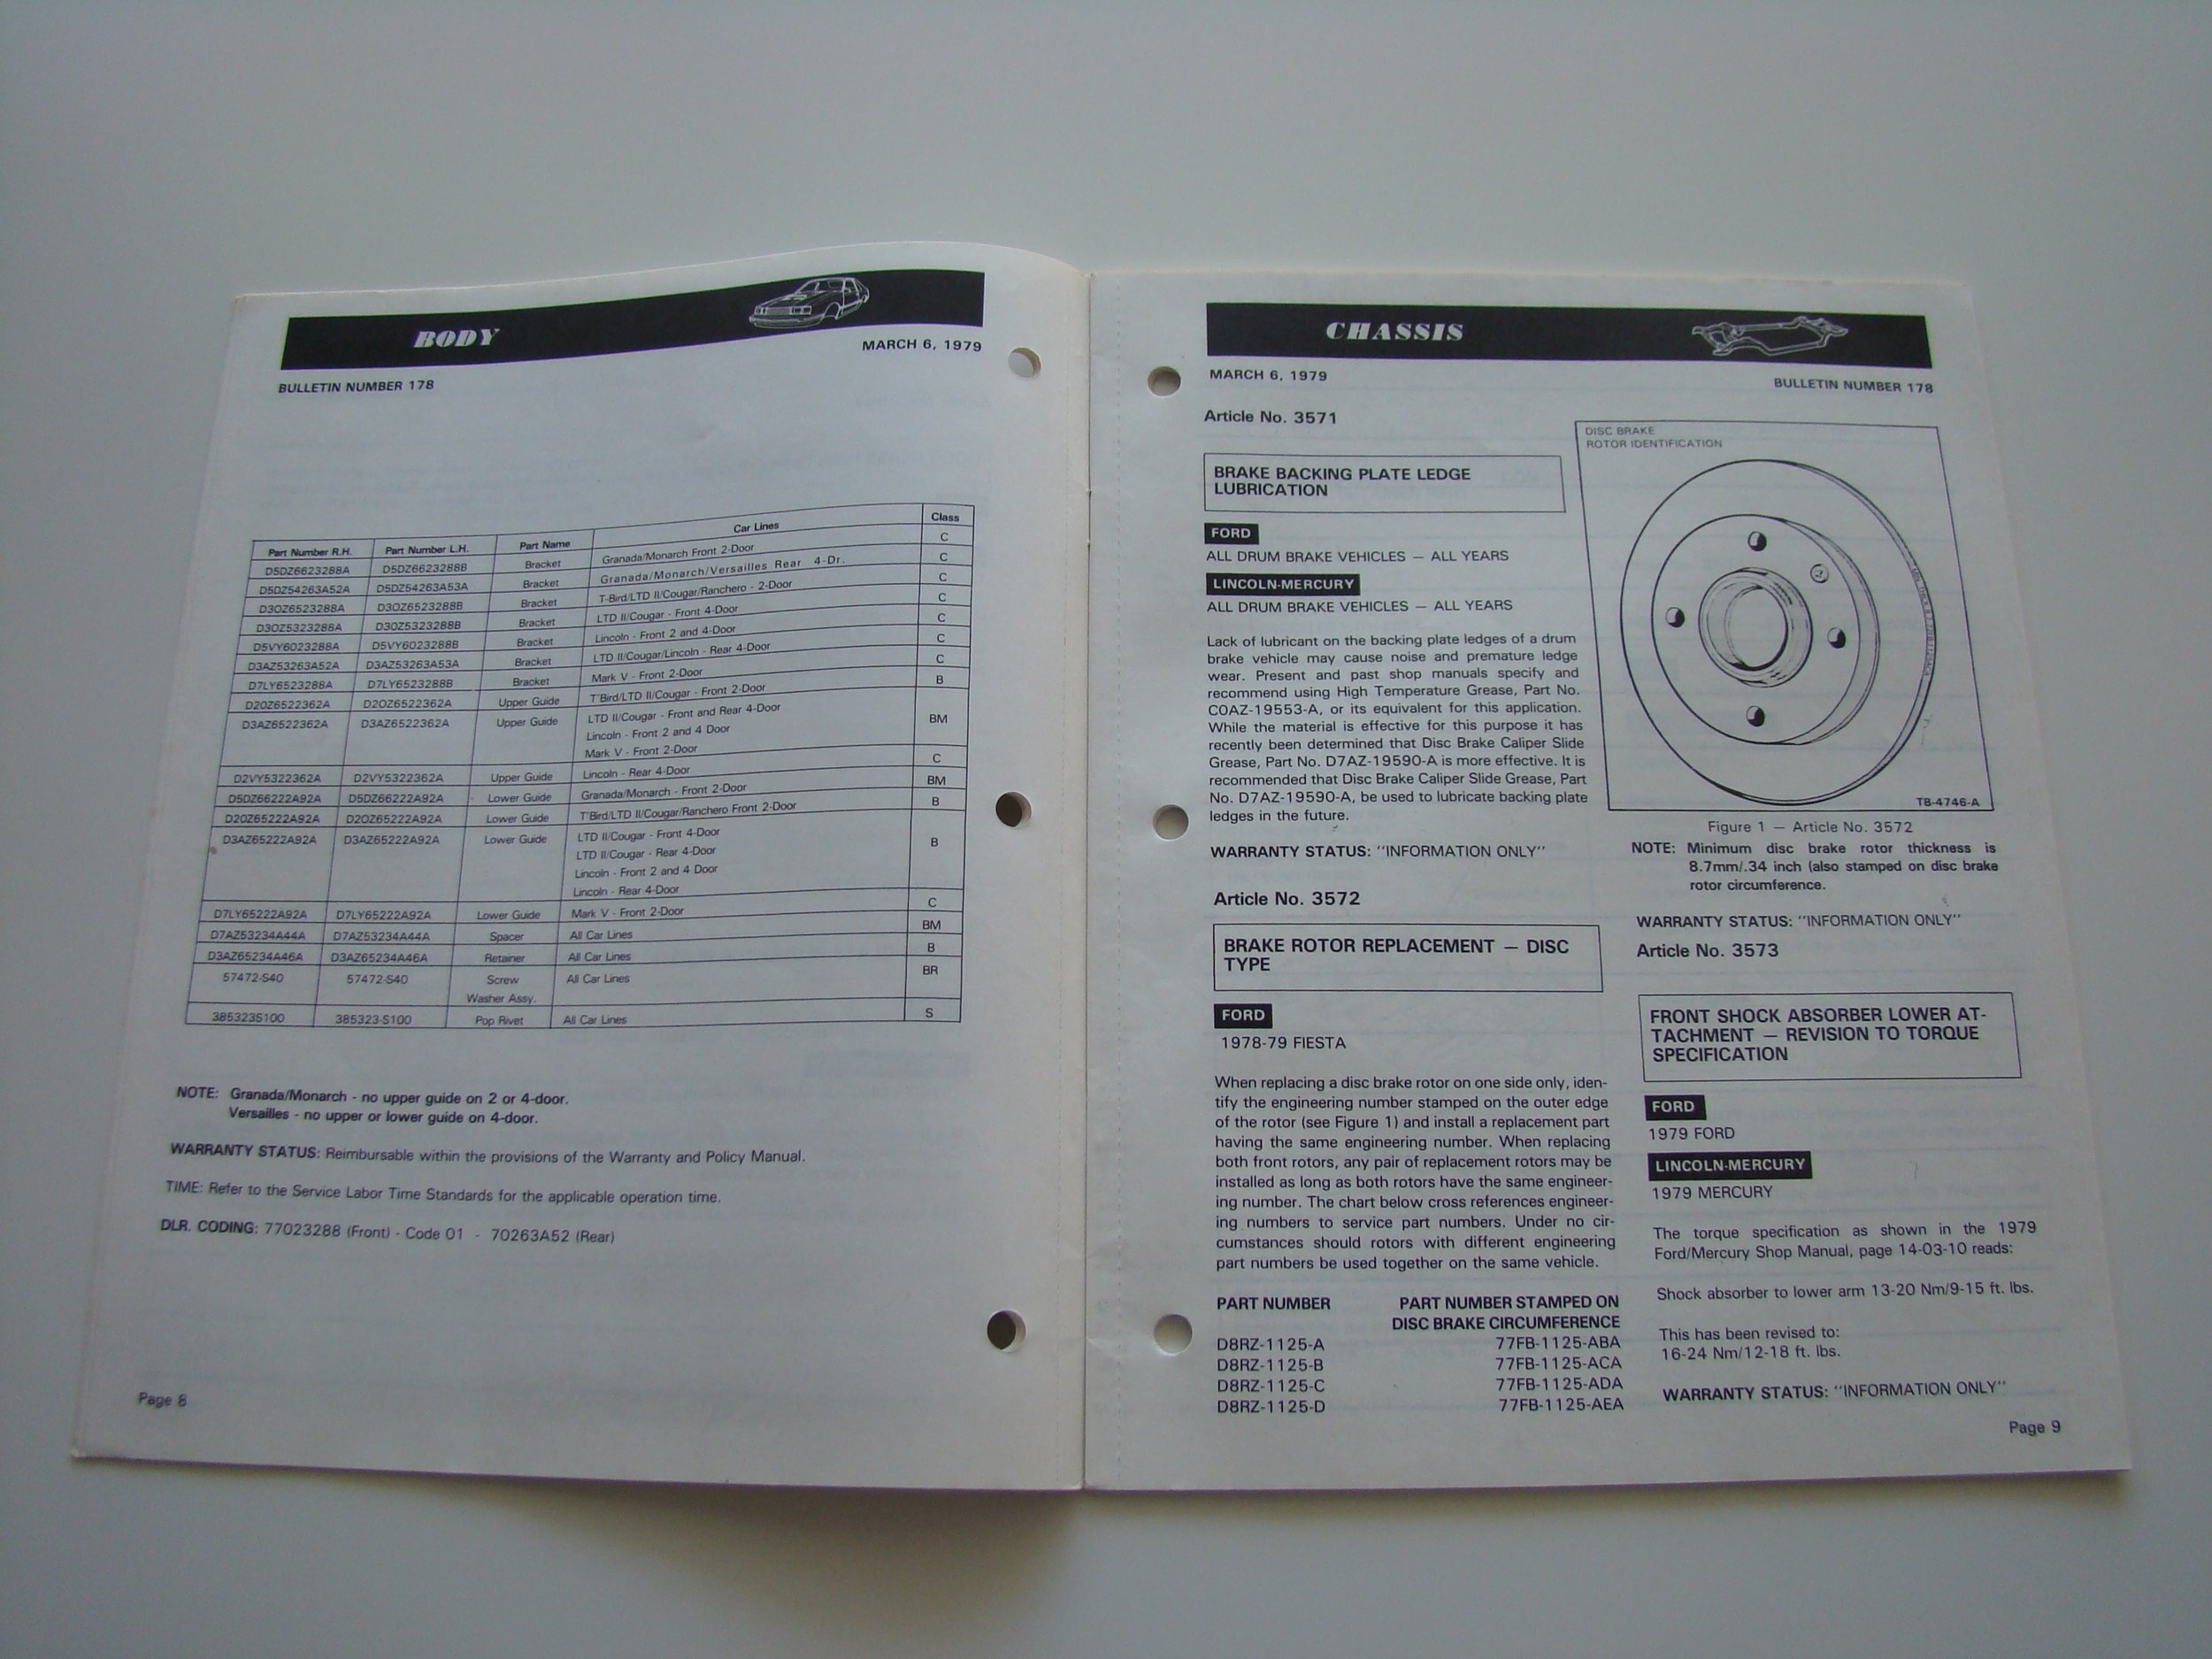 BODY
MARCH 6, 1979
BULLETIN NUMBER 178
Part Number R.H. Part Number L.H. Part Name Car Lines Class
D5DZ6623288A D5DZ6623288B Bracket Granada/Monarch Front 2-Door C
D5DZ54263A52A D5DZ54263A53A Bracket Granada/Monarch/Versailles Rear 4-Dr. C
D3OZ6523288A D3OZ6523288B Bracket T-Bird/LTD II/Cougar/Ranchero - 2-Door C
D3OZ5323288A D3OZ5323288B Bracket LTD II/Cougar - Front 4-Door C
D5VY6023288A D5VY6023288B Bracket Lincoln - Front 2 and 4-Door C
D3AZ53263A52A D3AZ53263A53A Bracket LTD II/Cougar/Lincoln - Rear 4-Door C
D7LY6523288A D7LY6523288B Bracket Mark V - Front 2-Door C
D2OZ6522362A D2OZ6522362A Upper Guide T'Bird/LTD II/Cougar - Front 2-Door B
D3AZ6522362A D3AZ6522362A Upper Guide LTD II/Cougar - Front and Rear 4-Door BM
Lincoln - Front 2 and 4 Door
Mark V - Front 2-Door
D2VY5322362A D2VY5322362A Upper Guide Lincoln - Rear 4-Door C
D5DZ66222A92A D5DZ66222A92A Lower Guide Granada/Monarch - Front 2-Door BM
D2OZ65222A92A D2OZ65222A92A Lower Guide T'Bird/LTD II/Cougar/Ranchero Front 2-Door B
D3AZ65222A92A D3AZ65222A92A Lower Guide LTD II/Cougar - Front 4-Door B
LTD II/Cougar - Rear 4-Door
Lincoln - Front 2 and 4 Door
Lincoln - Rear 4-Door
D7LY65222A92A D7LY65222A92A Lower Guide Mark V - Front 2-Door C
D7AZ53234A44A D7AZ53234A44A Spacer All Car Lines BM
D3AZ65234A46A D3AZ65234A46A Retainer All Car Lines B
57472-S40 57472-S40 Screw All Car Lines BR
Washer Assy.
385323S100 385323-S100 Pop Rivet All Car Lines S
NOTE: Granada/Monarch - no upper guide on 2 or 4-door.
Versailles - no upper or lower guide on 4-door.
WARRANTY STATUS: Reimbursable within the provisions of the Warranty and Policy Manual.
TIME: Refer to the Service Labor Time Standards for the applicable operation time.
DLR. CODING: 77023288 (Front) - Code 01 - 70263A52 (Rear)
Page 8
CHASSIS
MARCH 6, 1979
BULLETIN NUMBER 178
Article No. 3571
BRAKE BACKING PLATE LEDGE
LUBRICATION
FORD
ALL DRUM BRAKE VEHICLES — ALL YEARS
LINCOLN-MERCURY
ALL DRUM BRAKE VEHICLES — ALL YEARS
Lack of lubricant on the backing plate ledges of a drum
brake vehicle may cause noise and premature ledge
wear. Present and past shop manuals specify and
recommend using High Temperature Grease, Part No.
C0AZ-19553-A, or its equivalent for this application.
While the material is effective for this purpose it has
recently been determined that Disc Brake Caliper Slide
Grease, Part No. D7AZ-19590-A is more effective. It is
recommended that Disc Brake Caliper Slide Grease, Part
No. D7AZ-19590-A, be used to lubricate backing plate
ledges in the future.
WARRANTY STATUS: "INFORMATION ONLY"
Article No. 3572
BRAKE ROTOR REPLACEMENT — DISC
TYPE
FORD
1978-79 FIESTA
When replacing a disc brake rotor on one side only, iden-
tify the engineering number stamped on the outer edge
of the rotor (see Figure 1) and install a replacement part
having the same engineering number. When replacing
both front rotors, any pair of replacement rotors may be
installed as long as both rotors have the same engineer-
ing number. The chart below cross references engineer-
ing numbers to service part numbers. Under no cir-
cumstances should rotors with different engineering
part numbers be used together on the same vehicle.
PART NUMBER PART NUMBER STAMPED ON
DISC BRAKE CIRCUMFERENCE
D8RZ-1125-A 77FB-1125-ABA
D8RZ-1125-B 77FB-1125-ACA
D8RZ-1125-C 77FB-1125-ADA
D8RZ-1125-D 77FB-1125-AEA
DISC BRAKE
ROTOR IDENTIFICATION
TB-4746-A
Figure 1 — Article No. 3572
NOTE: Minimum disc brake rotor thickness is
8.7mm/.34 inch (also stamped on disc brake
rotor circumference.
WARRANTY STATUS: "INFORMATION ONLY"
Article No. 3573
FRONT SHOCK ABSORBER LOWER AT-
TACHMENT — REVISION TO TORQUE
SPECIFICATION
FORD
1979 FORD
LINCOLN-MERCURY
1979 MERCURY
The torque specification as shown in the 1979
Ford/Mercury Shop Manual, page 14-03-10 reads:
Shock absorber to lower arm 13-20 Nm/9-15 ft. lbs.
This has been revised to:
16-24 Nm/12-18 ft. lbs.
WARRANTY STATUS: "INFORMATION ONLY"
Page 9